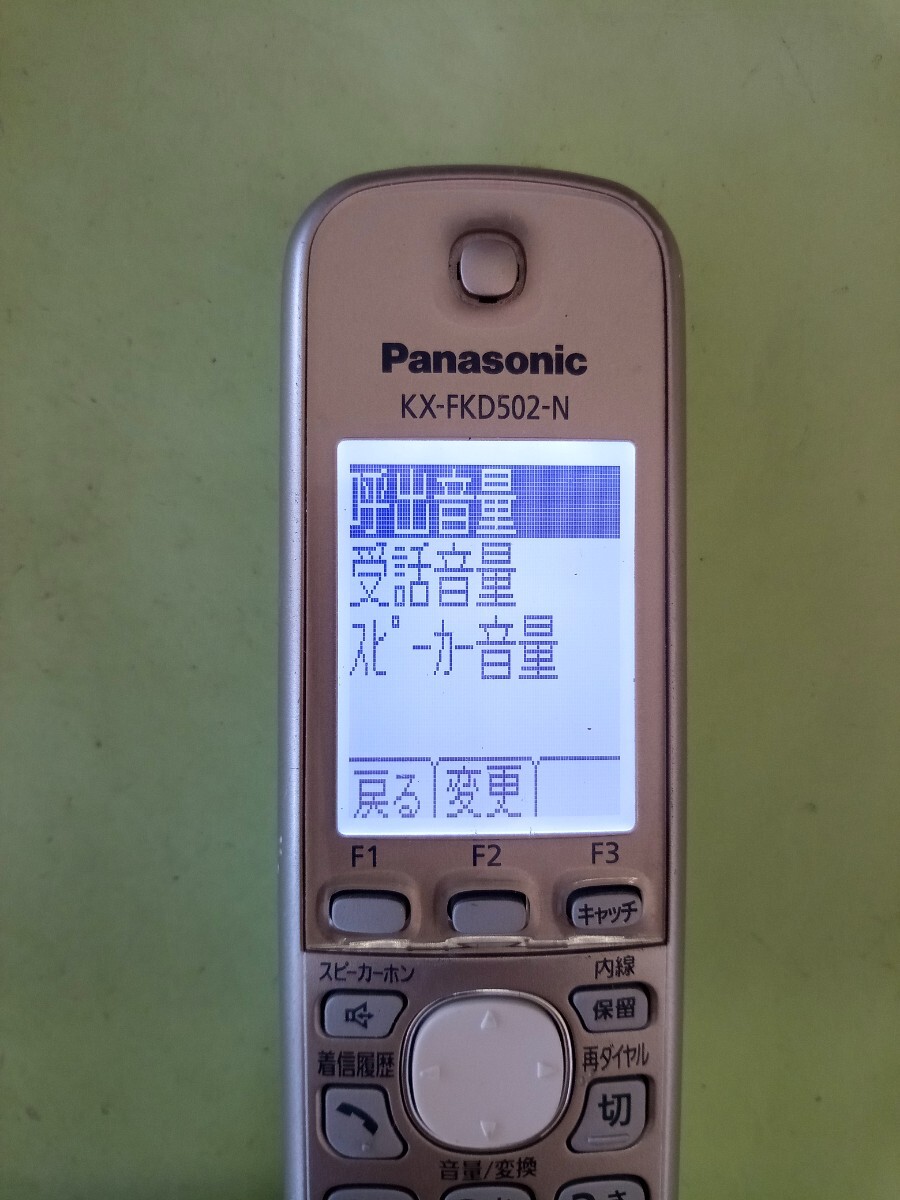 Panasonic
KX-FKD502-N
呼出音量
受話音量
ｽﾋﾟｰｶｰ音量
戻る 変更
F1 F2 F3
キャッチ
スピーカーホン 内線
保留
着信履歴 再ダイヤル
切
音量/変換